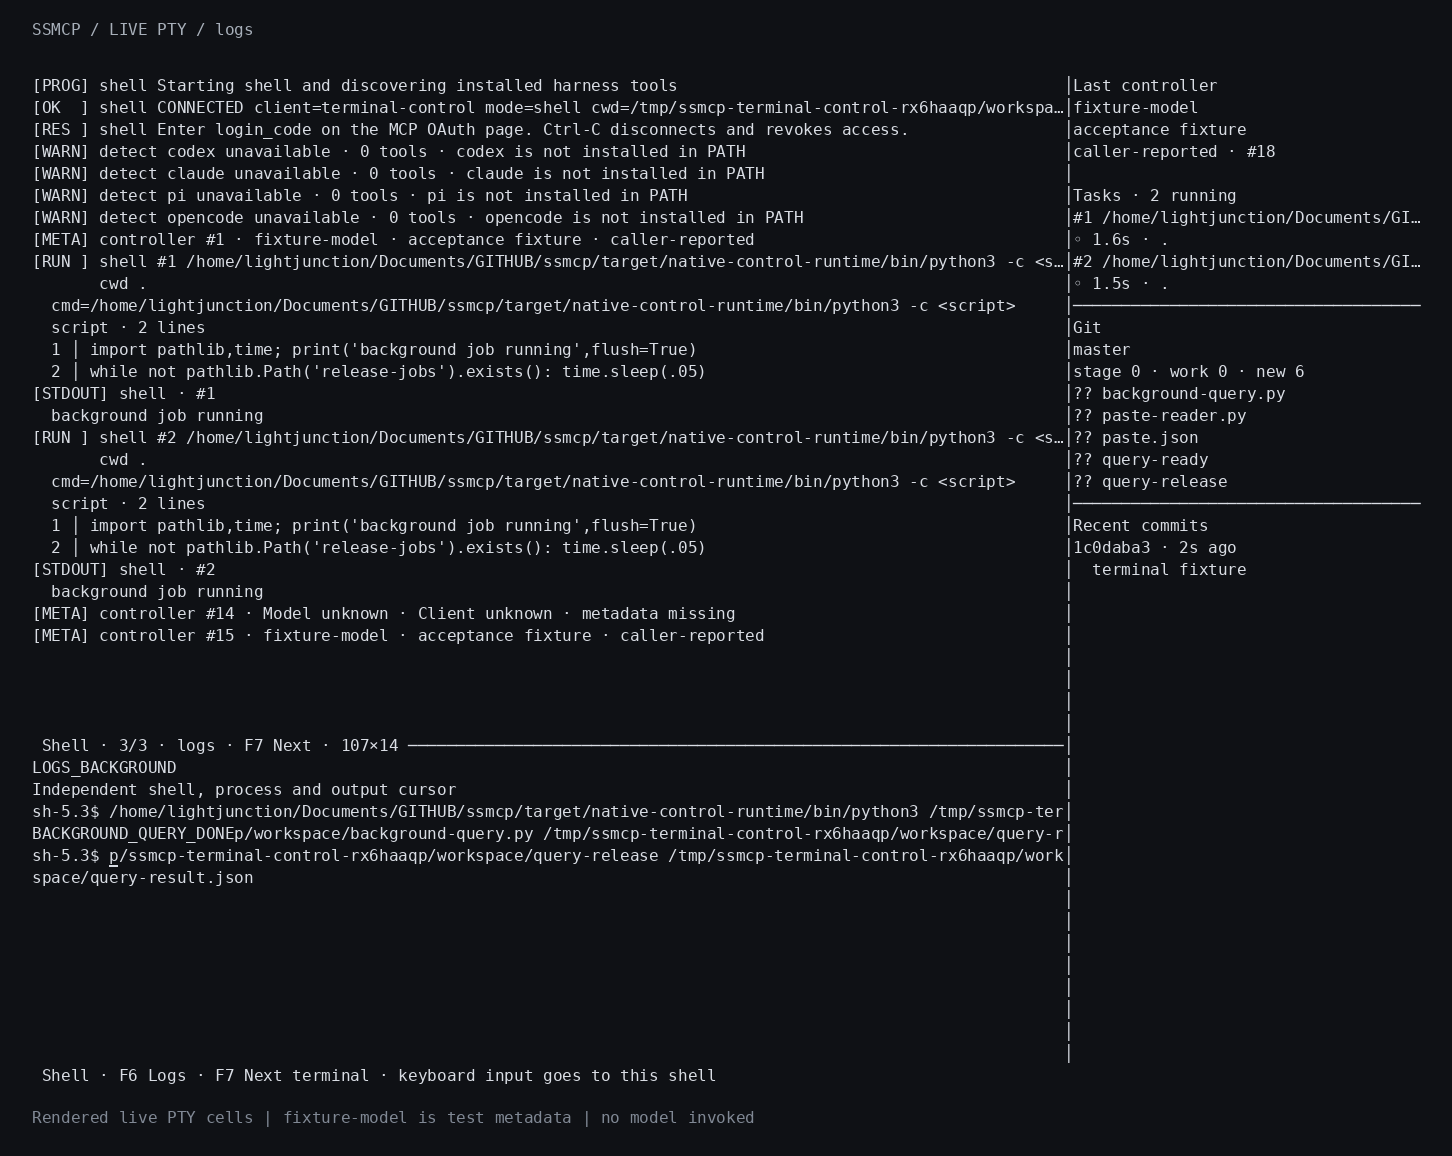 SSMCP / LIVE PTY / logs
[PROG] shell Starting shell and discovering installed harness tools
[OK  ] shell CONNECTED client=terminal-control mode=shell cwd=/tmp/ssmcp-terminal-control-rx6haaqp/workspa…
[RES ] shell Enter login_code on the MCP OAuth page. Ctrl-C disconnects and revokes access.
[WARN] detect codex unavailable · 0 tools · codex is not installed in PATH
[WARN] detect claude unavailable · 0 tools · claude is not installed in PATH
[WARN] detect pi unavailable · 0 tools · pi is not installed in PATH
[WARN] detect opencode unavailable · 0 tools · opencode is not installed in PATH
[META] controller #1 · fixture-model · acceptance fixture · caller-reported
[RUN ] shell #1 /home/lightjunction/Documents/GITHUB/ssmcp/target/native-control-runtime/bin/python3 -c <s…
       cwd .
  cmd=/home/lightjunction/Documents/GITHUB/ssmcp/target/native-control-runtime/bin/python3 -c <script>
  script · 2 lines
  1 │ import pathlib,time; print('background job running',flush=True)
  2 │ while not pathlib.Path('release-jobs').exists(): time.sleep(.05)
[STDOUT] shell · #1
  background job running
[RUN ] shell #2 /home/lightjunction/Documents/GITHUB/ssmcp/target/native-control-runtime/bin/python3 -c <s…
       cwd .
  cmd=/home/lightjunction/Documents/GITHUB/ssmcp/target/native-control-runtime/bin/python3 -c <script>
  script · 2 lines
  1 │ import pathlib,time; print('background job running',flush=True)
  2 │ while not pathlib.Path('release-jobs').exists(): time.sleep(.05)
[STDOUT] shell · #2
  background job running
[META] controller #14 · Model unknown · Client unknown · metadata missing
[META] controller #15 · fixture-model · acceptance fixture · caller-reported
Last controller
fixture-model
acceptance fixture
caller-reported · #18
Tasks · 2 running
#1 /home/lightjunction/Documents/GI…
◦ 1.6s · .
#2 /home/lightjunction/Documents/GI…
◦ 1.5s · .
Git
master
stage 0 · work 0 · new 6
?? background-query.py
?? paste-reader.py
?? paste.json
?? query-ready
?? query-release
Recent commits
1c0daba3 · 2s ago
  terminal fixture
Shell · 3/3 · logs · F7 Next · 107×14
LOGS_BACKGROUND
Independent shell, process and output cursor
sh-5.3$ /home/lightjunction/Documents/GITHUB/ssmcp/target/native-control-runtime/bin/python3 /tmp/ssmcp-ter
BACKGROUND_QUERY_DONEp/workspace/background-query.py /tmp/ssmcp-terminal-control-rx6haaqp/workspace/query-r
sh-5.3$ p/ssmcp-terminal-control-rx6haaqp/workspace/query-release /tmp/ssmcp-terminal-control-rx6haaqp/work
space/query-result.json
Shell · F6 Logs · F7 Next terminal · keyboard input goes to this shell
Rendered live PTY cells | fixture-model is test metadata | no model invoked